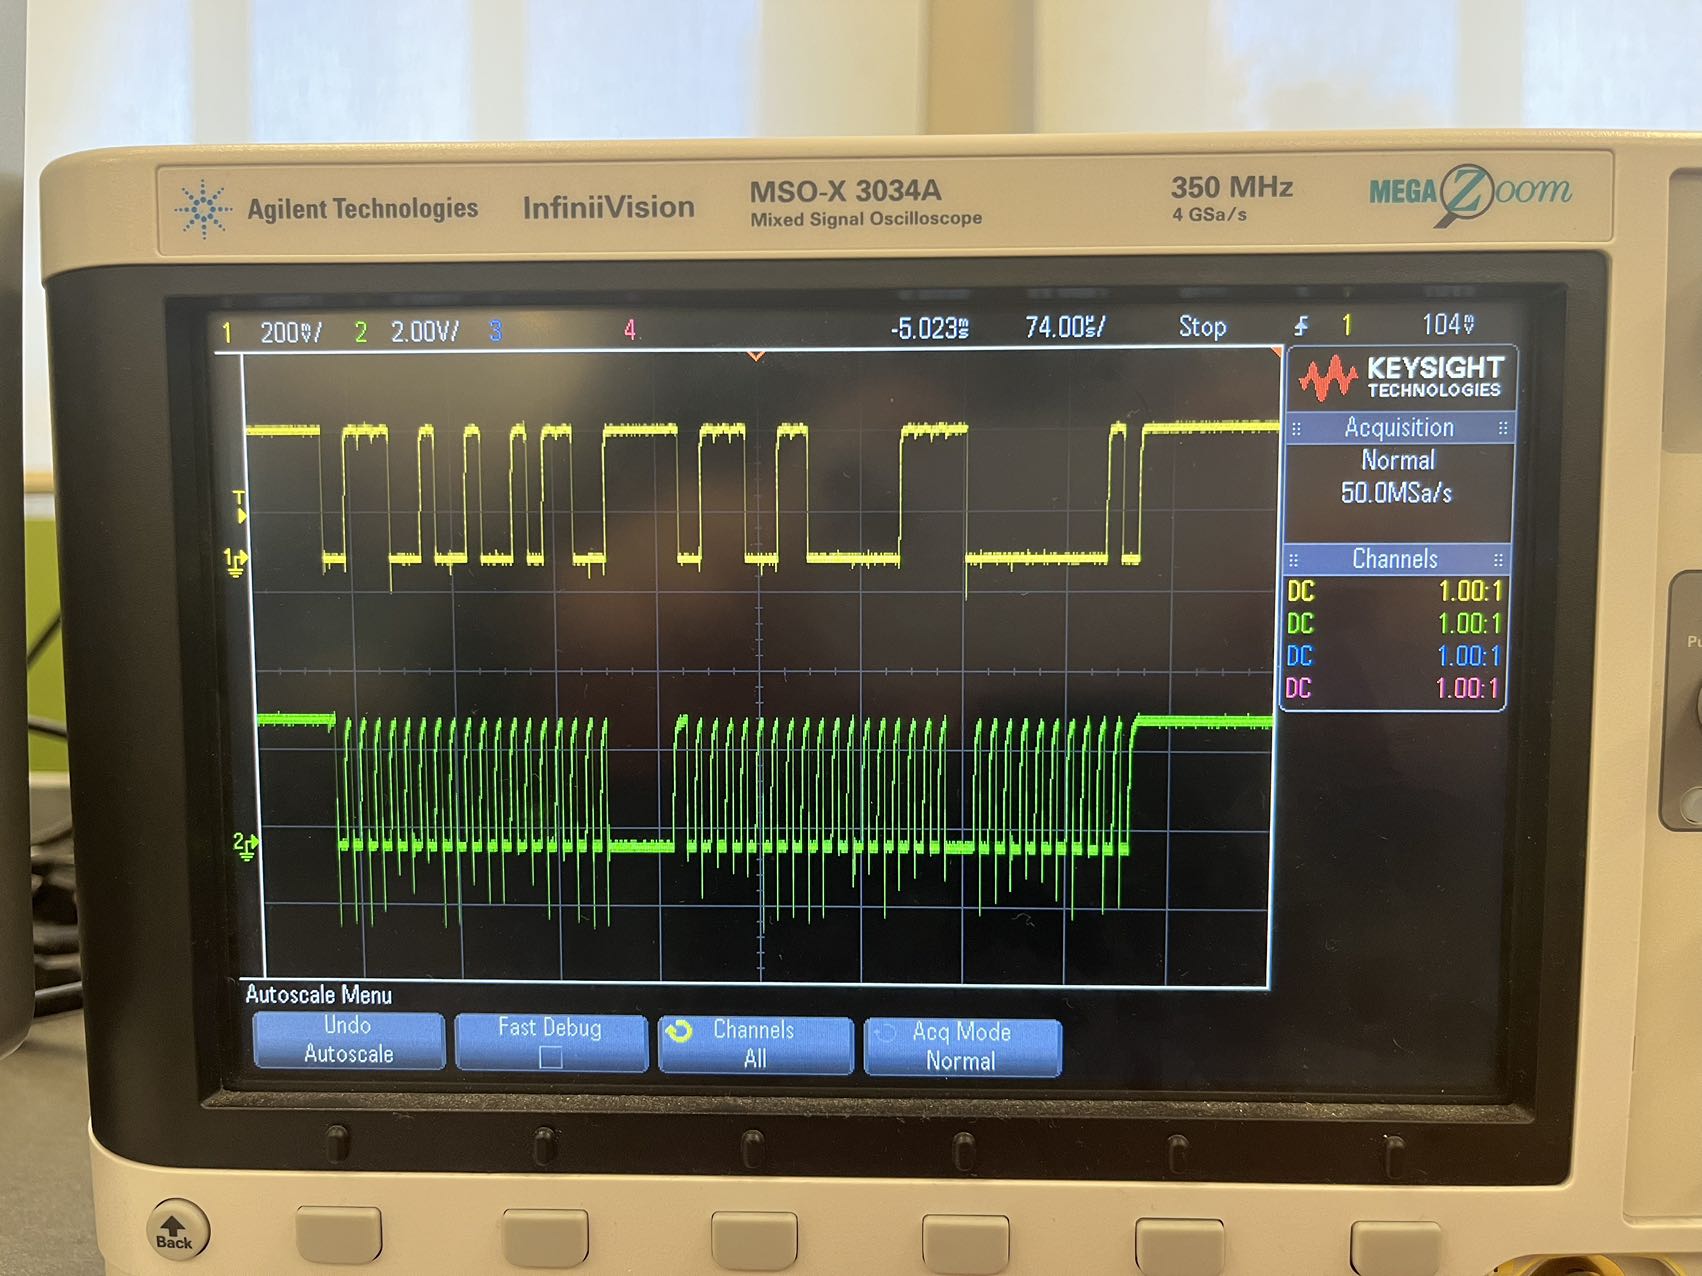 Agilent Technologies InfiniiVision MSO-X 3034A 350 MHz MEGA Zoom
Mixed Signal Oscilloscope 4 GSa/s
1 200mV/ 2 2.00V/ 3 4 -5.023ms 74.00µs/ Stop 1 104mV
KEYSIGHT
TECHNOLOGIES
Acquisition
Normal
50.0MSa/s
Channels
DC 1.00:1
DC 1.00:1
DC 1.00:1
DC 1.00:1
T
1
2
Autoscale Menu
Undo
Autoscale
Fast Debug
Channels
All
Acq Mode
Normal
Back